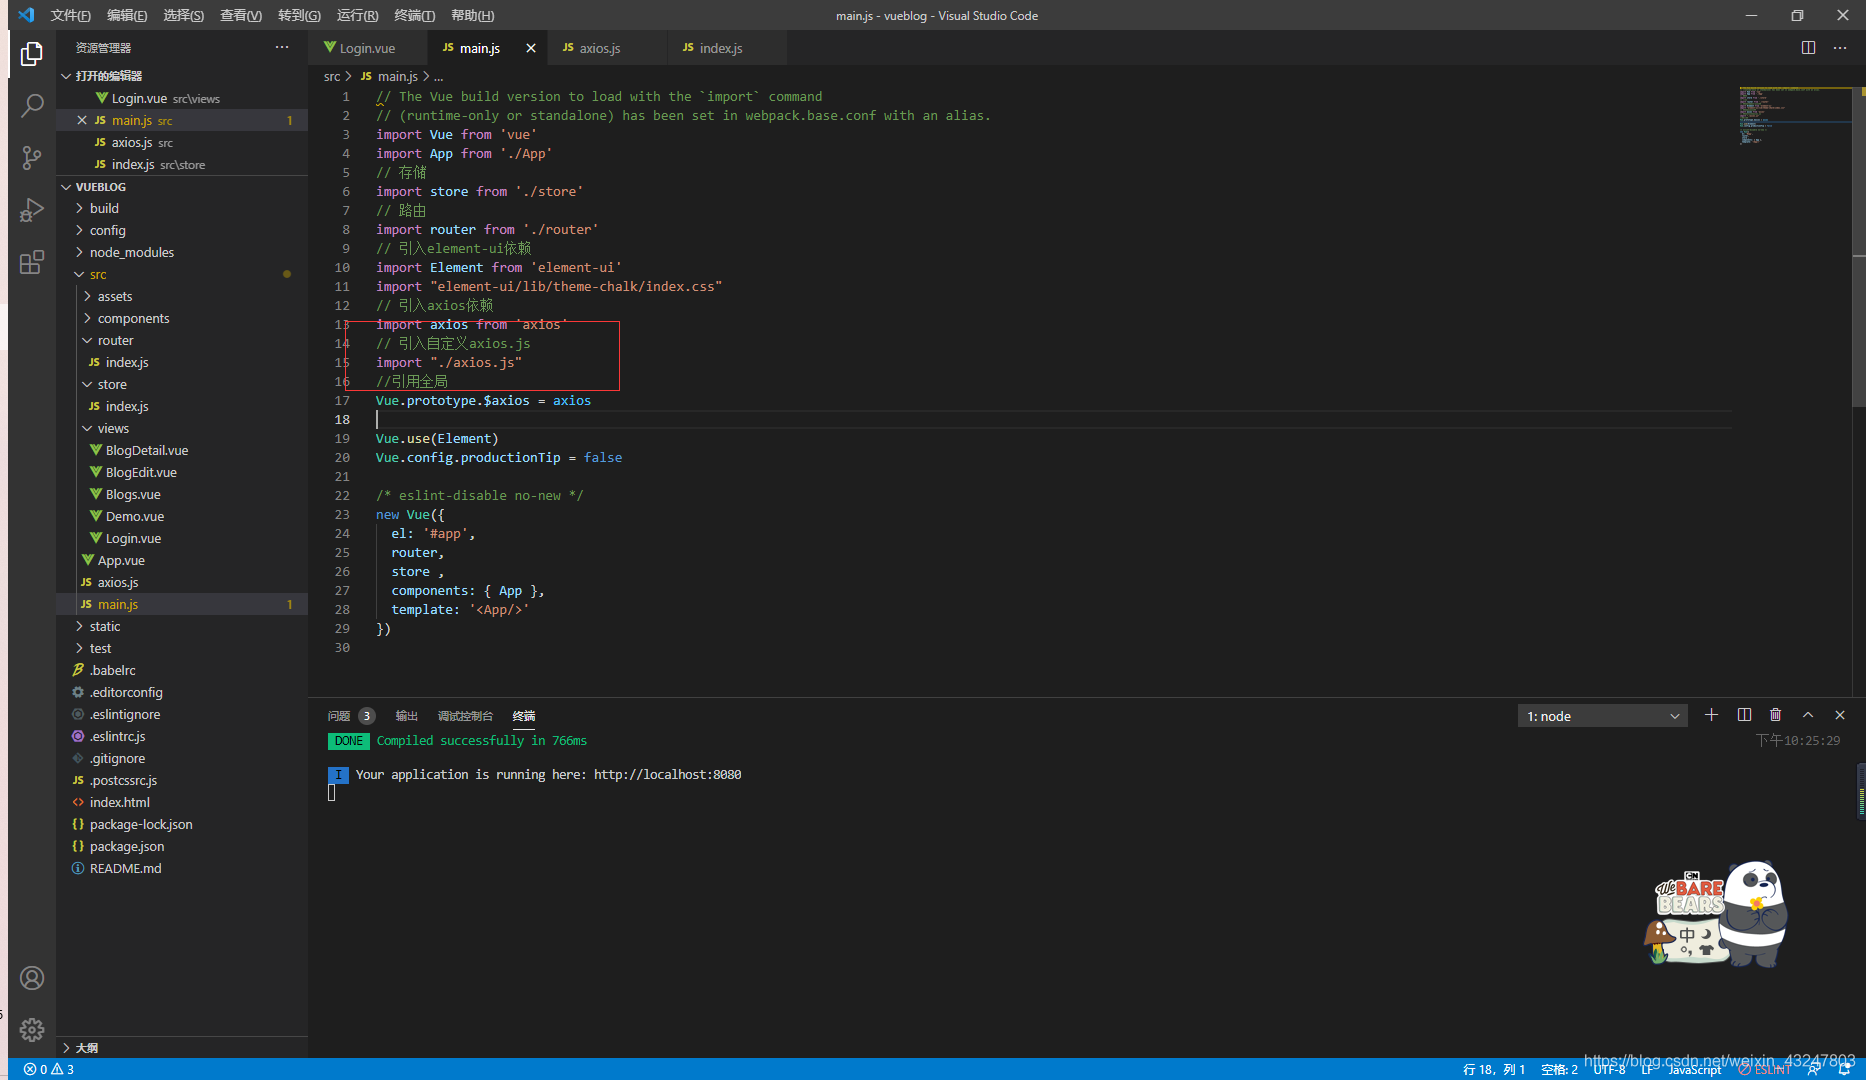 文件(F) 编辑(E) 选择(S) 查看(V) 转到(G) 运行(R) 终端(T) 帮助(H)
main.js - vueblog - Visual Studio Code
资源管理器
打开的编辑器
Login.vue src\views
main.js src 1
axios.js src
index.js src\store
VUEBLOG
build
config
node_modules
src
assets
components
router
index.js
store
index.js
views
BlogDetail.vue
BlogEdit.vue
Blogs.vue
Demo.vue
Login.vue
App.vue
axios.js
main.js 1
static
test
.babelrc
.editorconfig
.eslintignore
.eslintrc.js
.gitignore
.postcssrc.js
index.html
package-lock.json
package.json
README.md
大纲
Login.vue main.js axios.js index.js
src > main.js > ...
1 // The Vue build version to load with the `import` command
2 // (runtime-only or standalone) has been set in webpack.base.conf with an alias.
3 import Vue from 'vue'
4 import App from './App'
5 // 存储
6 import store from './store'
7 // 路由
8 import router from './router'
9 // 引入element-ui依赖
10 import Element from 'element-ui'
11 import "element-ui/lib/theme-chalk/index.css"
12 // 引入axios依赖
13 import axios from 'axios'
14 // 引入自定义axios.js
15 import "./axios.js"
16 //引用全局
17 Vue.prototype.$axios = axios
18
19 Vue.use(Element)
20 Vue.config.productionTip = false
21
22 /* eslint-disable no-new */
23 new Vue({
24 el: '#app',
25 router,
26 store ,
27 components: { App },
28 template: '<App/>'
29 })
30
问题 3 输出 调试控制台 终端
1: node
DONE Compiled successfully in 766ms
下午10:25:29
I Your application is running here: http://localhost:8080
CN
We BARE BEARS
中
0 3
行 18，列 1 空格: 2 UTF-8 LF JavaScript ESLINT
https://blog.csdn.net/weixin_43247803